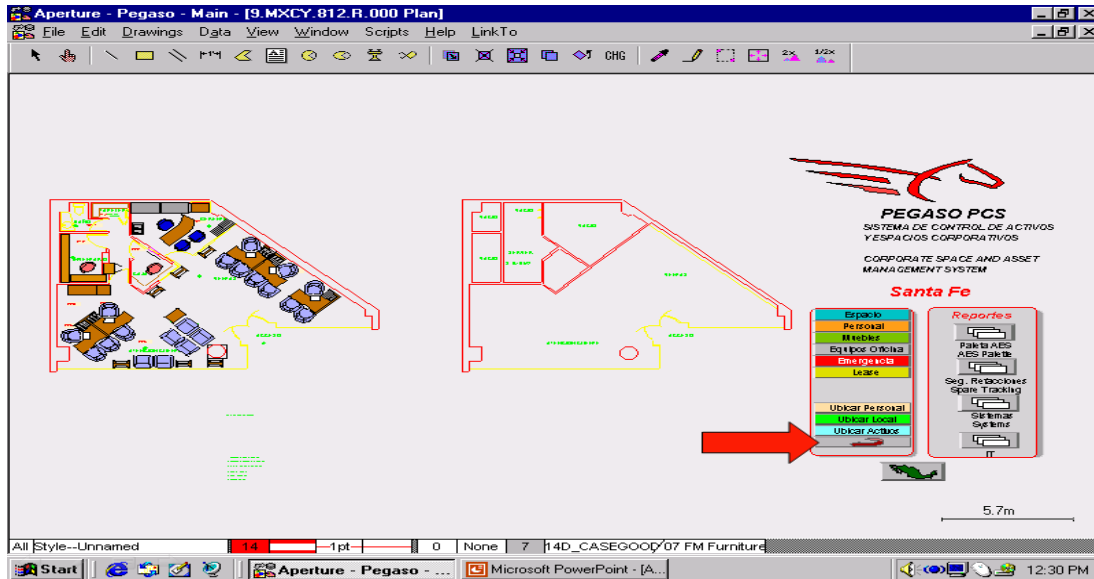 Aperture - Pegaso - Main - [9.MXCY.812.R.000 Plan]
File Edit Drawings Data View Window Scripts Help LinkTo
CHG 2X 1/2X
PEGASO PCS
SISTEMA DE CONTROL DE ACTIVOS
Y ESPACIOS CORPORATIVOS
CORPORATE SPACE AND ASSET
MANAGEMENT SYSTEM
Santa Fe
Espacio
Personal
Muebles
Equipos Oficina
Emergencia
Lease
Ubicar Personal
Ubicar Local
Ubicar Activos
Reportes
Paleta AES
AES Palette
Seg. Refacciones
Spare Tracking
Sistemas
Systems
IT
5.7m
All Style--Unnamed 14 1pt 0 None 7 14D_CASEGOOD/07 FM Furniture
Start Aperture - Pegaso - ... Microsoft PowerPoint - [A... 12:30 PM